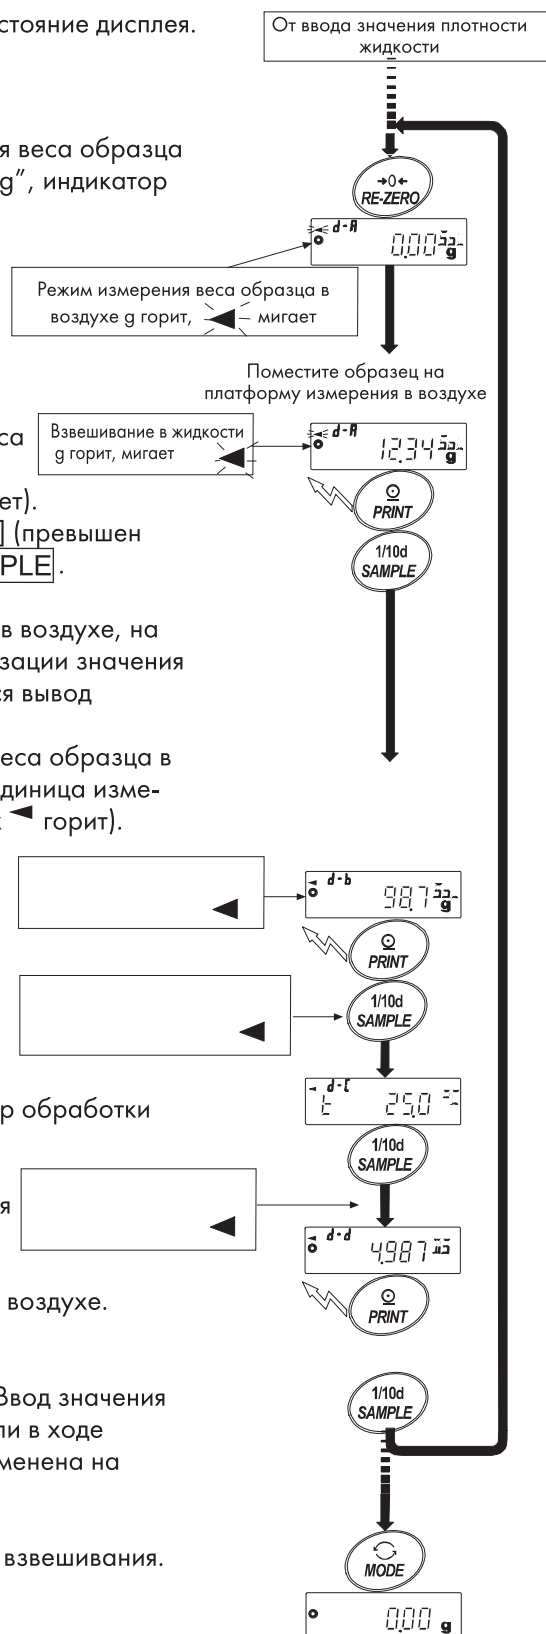 стояние дисплея.
От ввода значения плотности
жидкости
я веса образца
g”, индикатор
→0←
RE-ZERO
d-A
0.00 g
Режим измерения веса образца в
воздухе g горит, ◄ мигает
Поместите образец на
платформу измерения в воздухе
са
Взвешивание в жидкости
g горит, мигает ◄
d-A
12.34 g
ет).
] (превышен
PLE.
PRINT
1/10d
SAMPLE
в воздухе, на
зации значения
ся вывод
еса образца в
диница изме-
◄ горит).
d-b
98.7 g
PRINT
1/10d
SAMPLE
d-C
t 25.0
р обработки
1/10d
SAMPLE
я
d-d
4.987
воздухе.
PRINT
Ввод значения
ли в ходе
менена на
1/10d
SAMPLE
взвешивания.
MODE
0.00 g